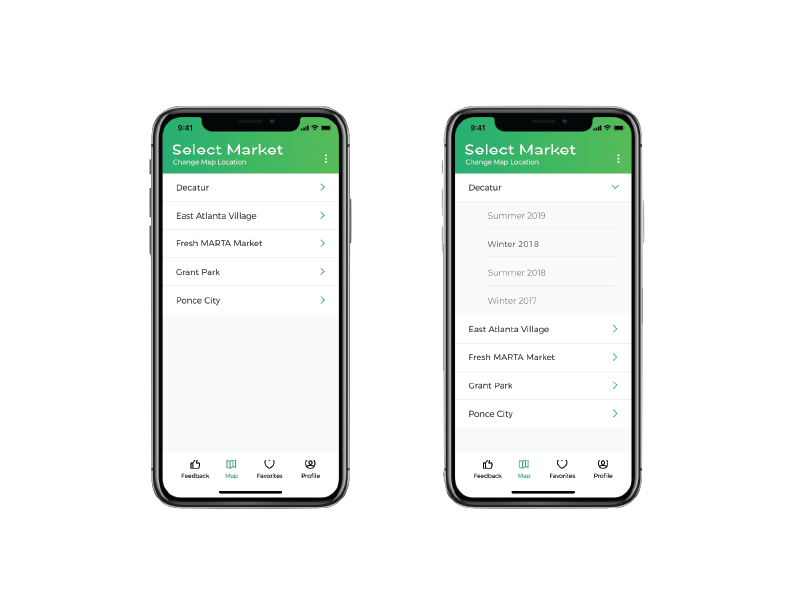 9:41
Select Market
Change Map Location
Decatur
East Atlanta Village
Fresh MARTA Market
Grant Park
Ponce City
Feedback
Map
Favorites
Profile
9:41
Select Market
Change Map Location
Decatur
Summer 2019
Winter 2018
Summer 2018
Winter 2017
East Atlanta Village
Fresh MARTA Market
Grant Park
Ponce City
Feedback
Map
Favorites
Profile